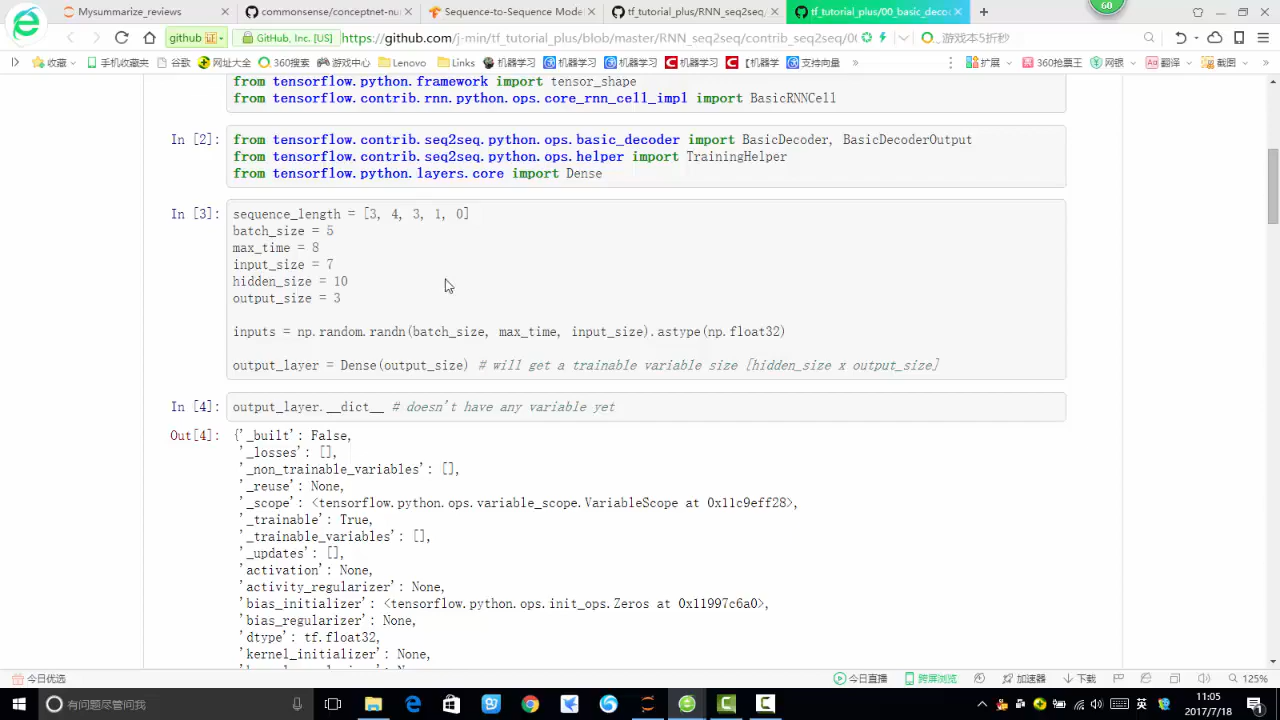 Mysummarize_reviews
commonsense/conceptnet-nu
Sequence-to-Sequence Model
tf_tutorial_plus/RNN_seq2seq
tf_tutorial_plus/00_basic_deco
60
github 证
GitHub, Inc. [US]
https://github.com/j-min/tf_tutorial_plus/blob/master/RNN_seq2seq/contrib_seq2seq/00
游戏本5折秒
收藏
手机收藏夹
谷歌
网址大全
360搜索
游戏中心
Lenovo
Links
机器学习
机器学习
机器学习
机器学习
【机器学
支持向量
»
扩展
360抢票王
网银
翻译
截图
»
from tensorflow.python.framework import tensor_shape
from tensorflow.contrib.rnn.python.ops.core_rnn_cell_impl import BasicRNNCell
In [2]:
from tensorflow.contrib.seq2seq.python.ops.basic_decoder import BasicDecoder, BasicDecoderOutput
from tensorflow.contrib.seq2seq.python.ops.helper import TrainingHelper
from tensorflow.python.layers.core import Dense
In [3]:
sequence_length = [3, 4, 3, 1, 0]
batch_size = 5
max_time = 8
input_size = 7
hidden_size = 10
output_size = 3
inputs = np.random.randn(batch_size, max_time, input_size).astype(np.float32)
output_layer = Dense(output_size) # will get a trainable variable size [hidden_size x output_size]
In [4]:
output_layer.__dict__ # doesn't have any variable yet
Out[4]:
{'_built': False,
'_losses': [],
'_non_trainable_variables': [],
'_reuse': None,
'_scope': <tensorflow.python.ops.variable_scope.VariableScope at 0x11c9eff28>,
'_trainable': True,
'_trainable_variables': [],
'_updates': [],
'activation': None,
'activity_regularizer': None,
'bias_initializer': <tensorflow.python.ops.init_ops.Zeros at 0x11997c6a0>,
'bias_regularizer': None,
'dtype': tf.float32,
'kernel_initializer': None,
今日优选
今日直播
跨屏浏览
加速器
下载
125%
有问题尽管问我
英
11:05
2017/7/18